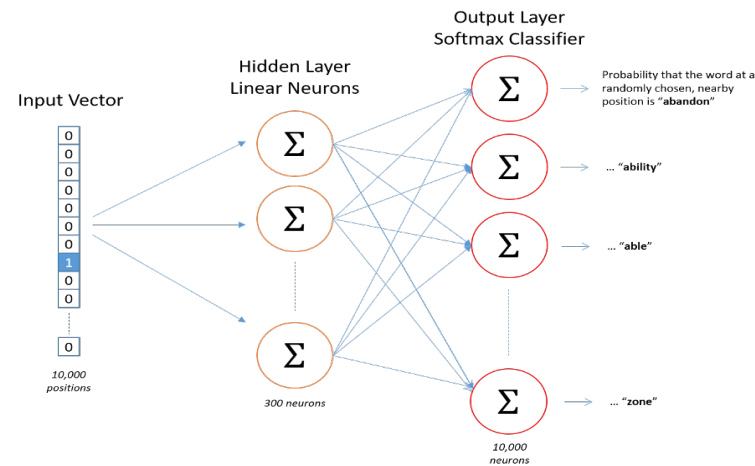 Output Layer
Softmax Classifier
Hidden Layer
Linear Neurons
Input Vector
0
0
0
0
0
0
0
1
0
0
0
10,000
positions
Σ
Σ
Σ
300 neurons
Σ
Σ
Σ
Σ
10,000
neurons
Probability that the word at a
randomly chosen, nearby
position is “abandon”
... “ability”
... “able”
... “zone”